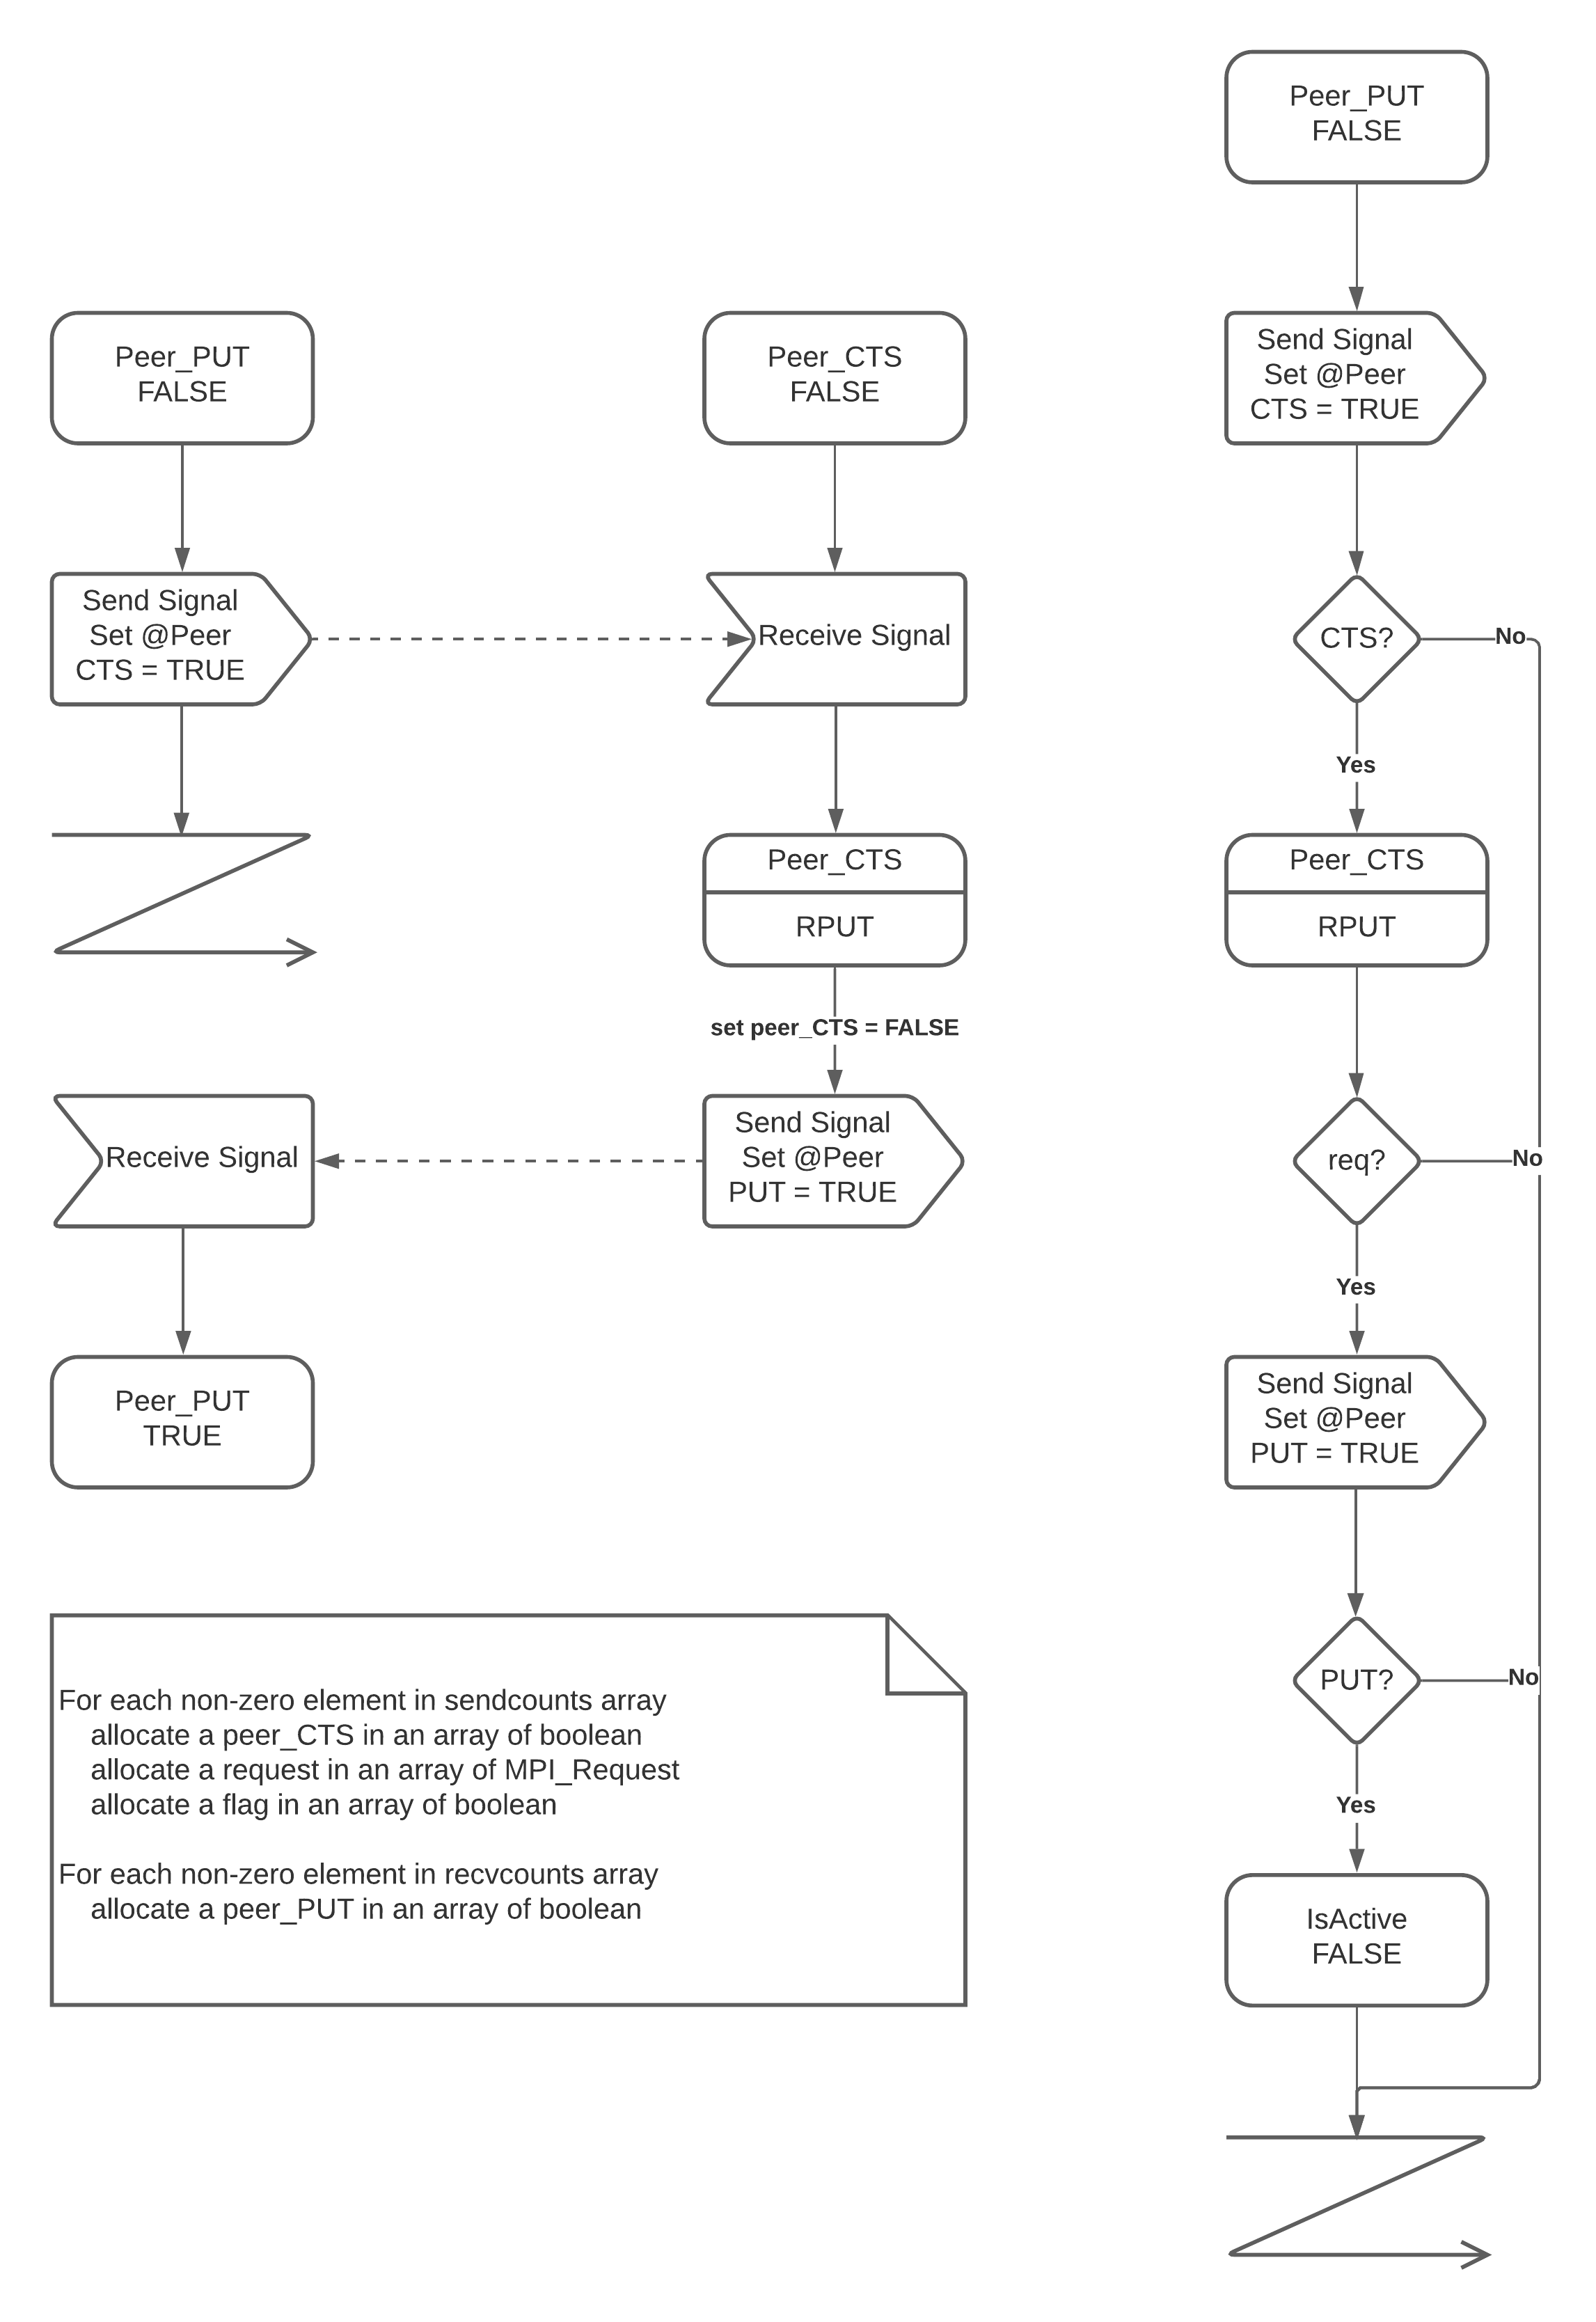 Peer_PUT
FALSE
Send Signal
Set @Peer
CTS = TRUE
Receive Signal
Peer_PUT
TRUE
Peer_CTS
FALSE
Receive Signal
Peer_CTS
RPUT
set peer_CTS = FALSE
Send Signal
Set @Peer
PUT = TRUE
For each non-zero element in sendcounts array
allocate a peer_CTS in an array of boolean
allocate a request in an array of MPI_Request
allocate a flag in an array of boolean
For each non-zero element in recvcounts array
allocate a peer_PUT in an array of boolean
Peer_PUT
FALSE
Send Signal
Set @Peer
CTS = TRUE
CTS?
No
Yes
Peer_CTS
RPUT
req?
No
Yes
Send Signal
Set @Peer
PUT = TRUE
PUT?
No
Yes
IsActive
FALSE